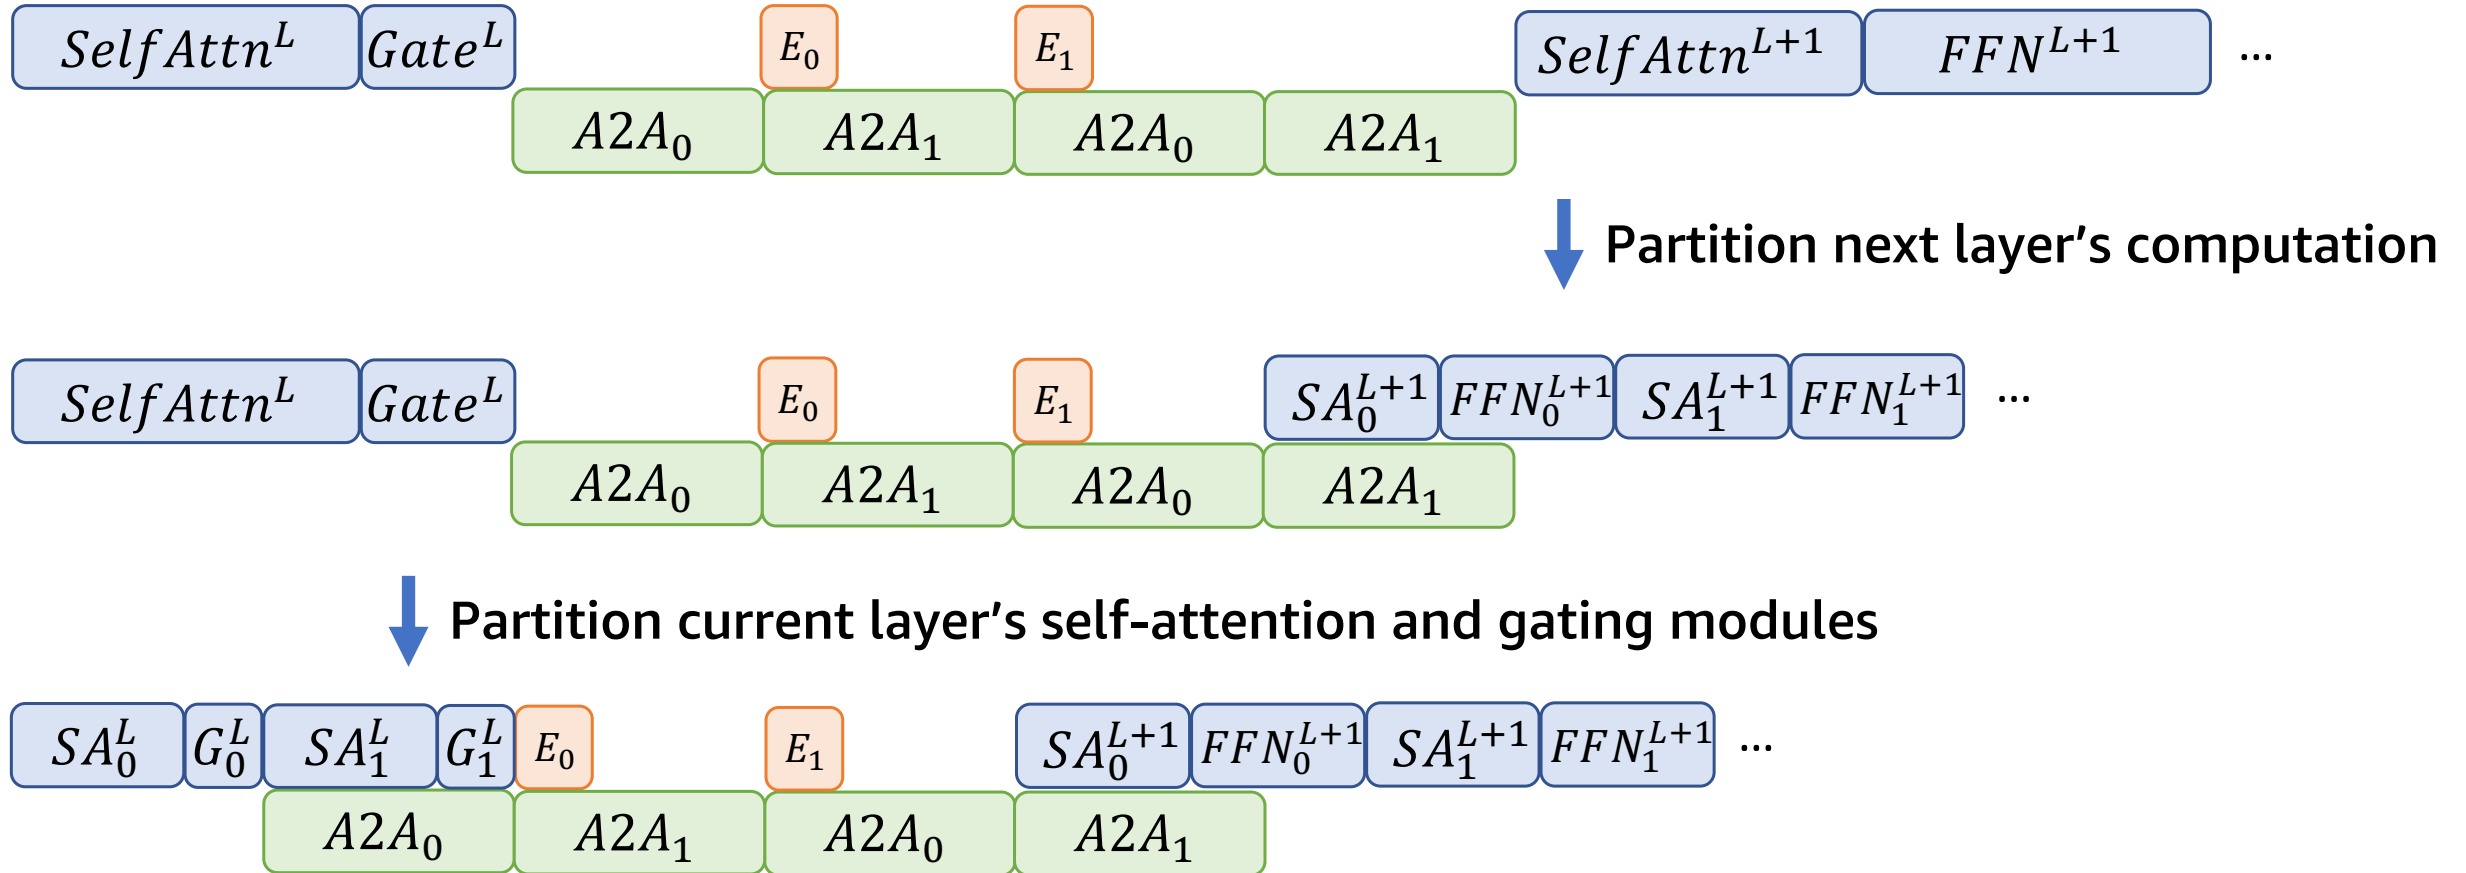 SelfAttn^L Gate^L E_0 E_1 SelfAttn^{L+1} FFN^{L+1} ...
A2A_0 A2A_1 A2A_0 A2A_1
Partition next layer's computation
SelfAttn^L Gate^L E_0 E_1 SA_0^{L+1} FFN_0^{L+1} SA_1^{L+1} FFN_1^{L+1} ...
A2A_0 A2A_1 A2A_0 A2A_1
Partition current layer's self-attention and gating modules
SA_0^L G_0^L SA_1^L G_1^L E_0 E_1 SA_0^{L+1} FFN_0^{L+1} SA_1^{L+1} FFN_1^{L+1} ...
A2A_0 A2A_1 A2A_0 A2A_1